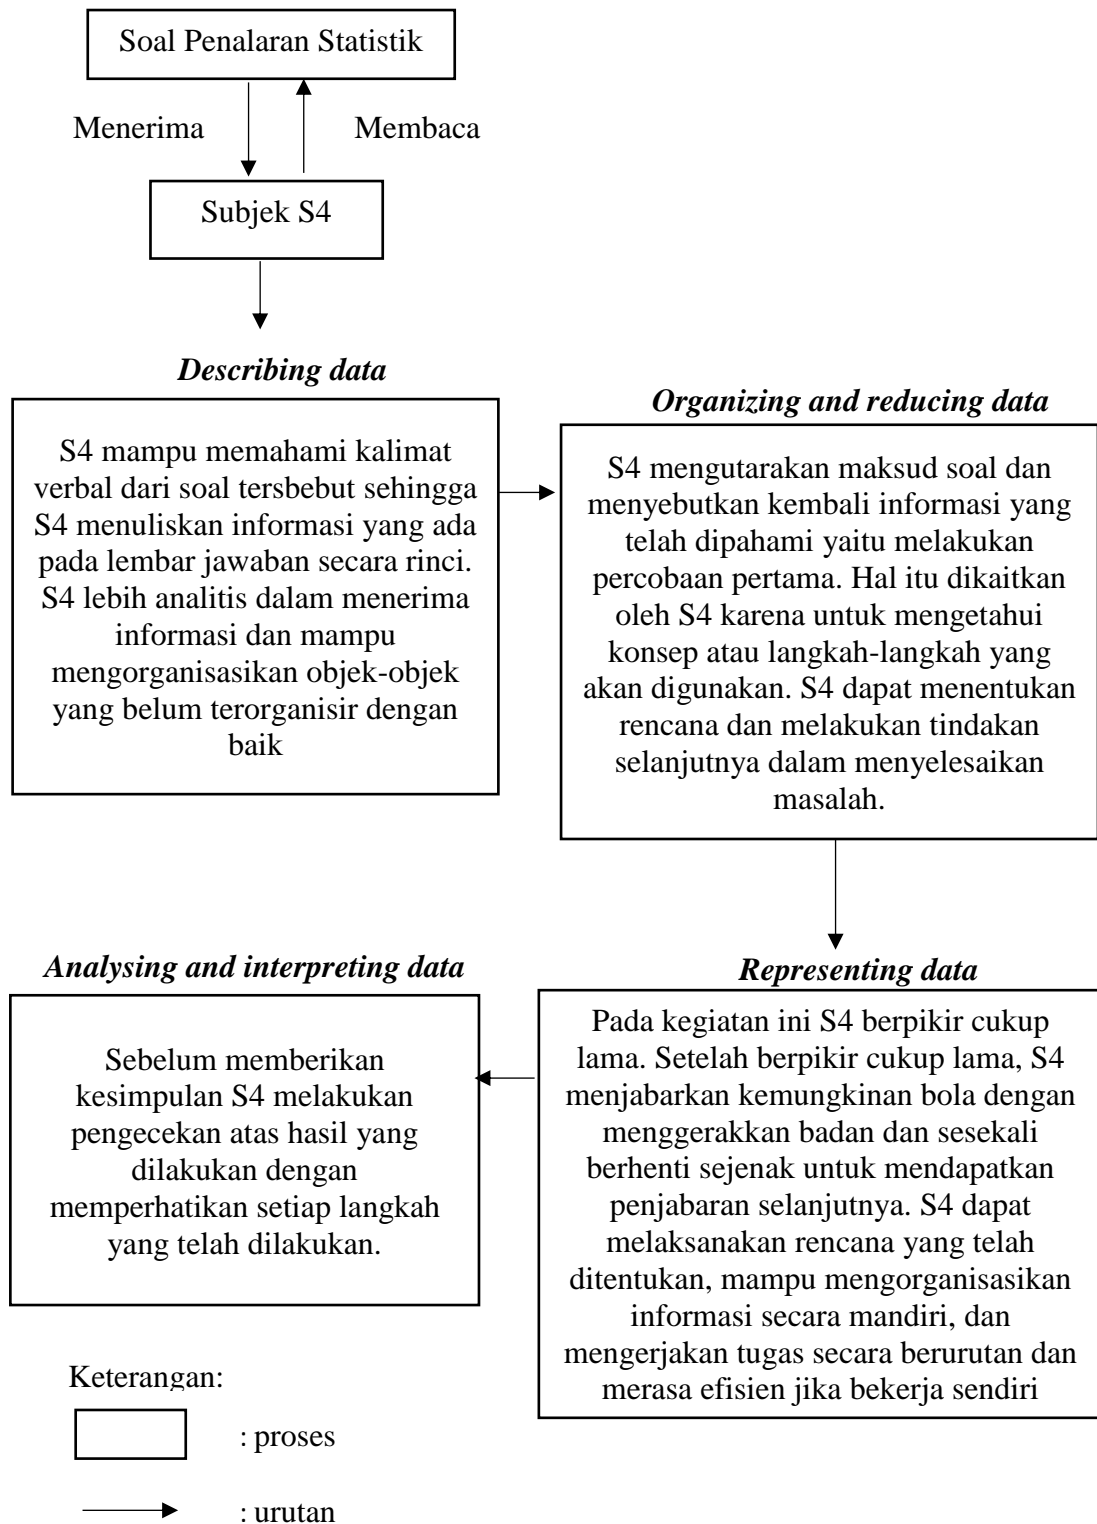 Soal Penalaran Statistik
Menerima
Membaca
Subjek S4
Describing data
S4 mampu memahami kalimat
verbal dari soal tersbebut sehingga
S4 menuliskan informasi yang ada
pada lembar jawaban secara rinci.
S4 lebih analitis dalam menerima
informasi dan mampu
mengorganisasikan objek-objek
yang belum terorganisir dengan
baik
Organizing and reducing data
S4 mengutarakan maksud soal dan
menyebutkan kembali informasi yang
telah dipahami yaitu melakukan
percobaan pertama. Hal itu dikaitkan
oleh S4 karena untuk mengetahui
konsep atau langkah-langkah yang
akan digunakan. S4 dapat menentukan
rencana dan melakukan tindakan
selanjutnya dalam menyelesaikan
masalah.
Representing data
Pada kegiatan ini S4 berpikir cukup
lama. Setelah berpikir cukup lama, S4
menjabarkan kemungkinan bola dengan
menggerakkan badan dan sesekali
berhenti sejenak untuk mendapatkan
penjabaran selanjutnya. S4 dapat
melaksanakan rencana yang telah
ditentukan, mampu mengorganisasikan
informasi secara mandiri, dan
mengerjakan tugas secara berurutan dan
merasa efisien jika bekerja sendiri
Analysing and interpreting data
Sebelum memberikan
kesimpulan S4 melakukan
pengecekan atas hasil yang
dilakukan dengan
memperhatikan setiap langkah
yang telah dilakukan.
Keterangan:
: proses
: urutan